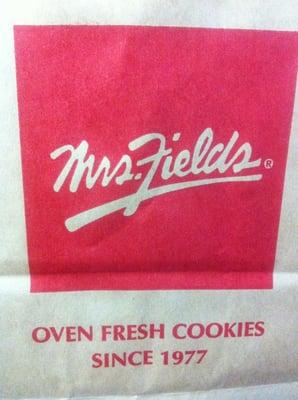 Mrs. Fields®
OVEN FRESH COOKIES
SINCE 1977